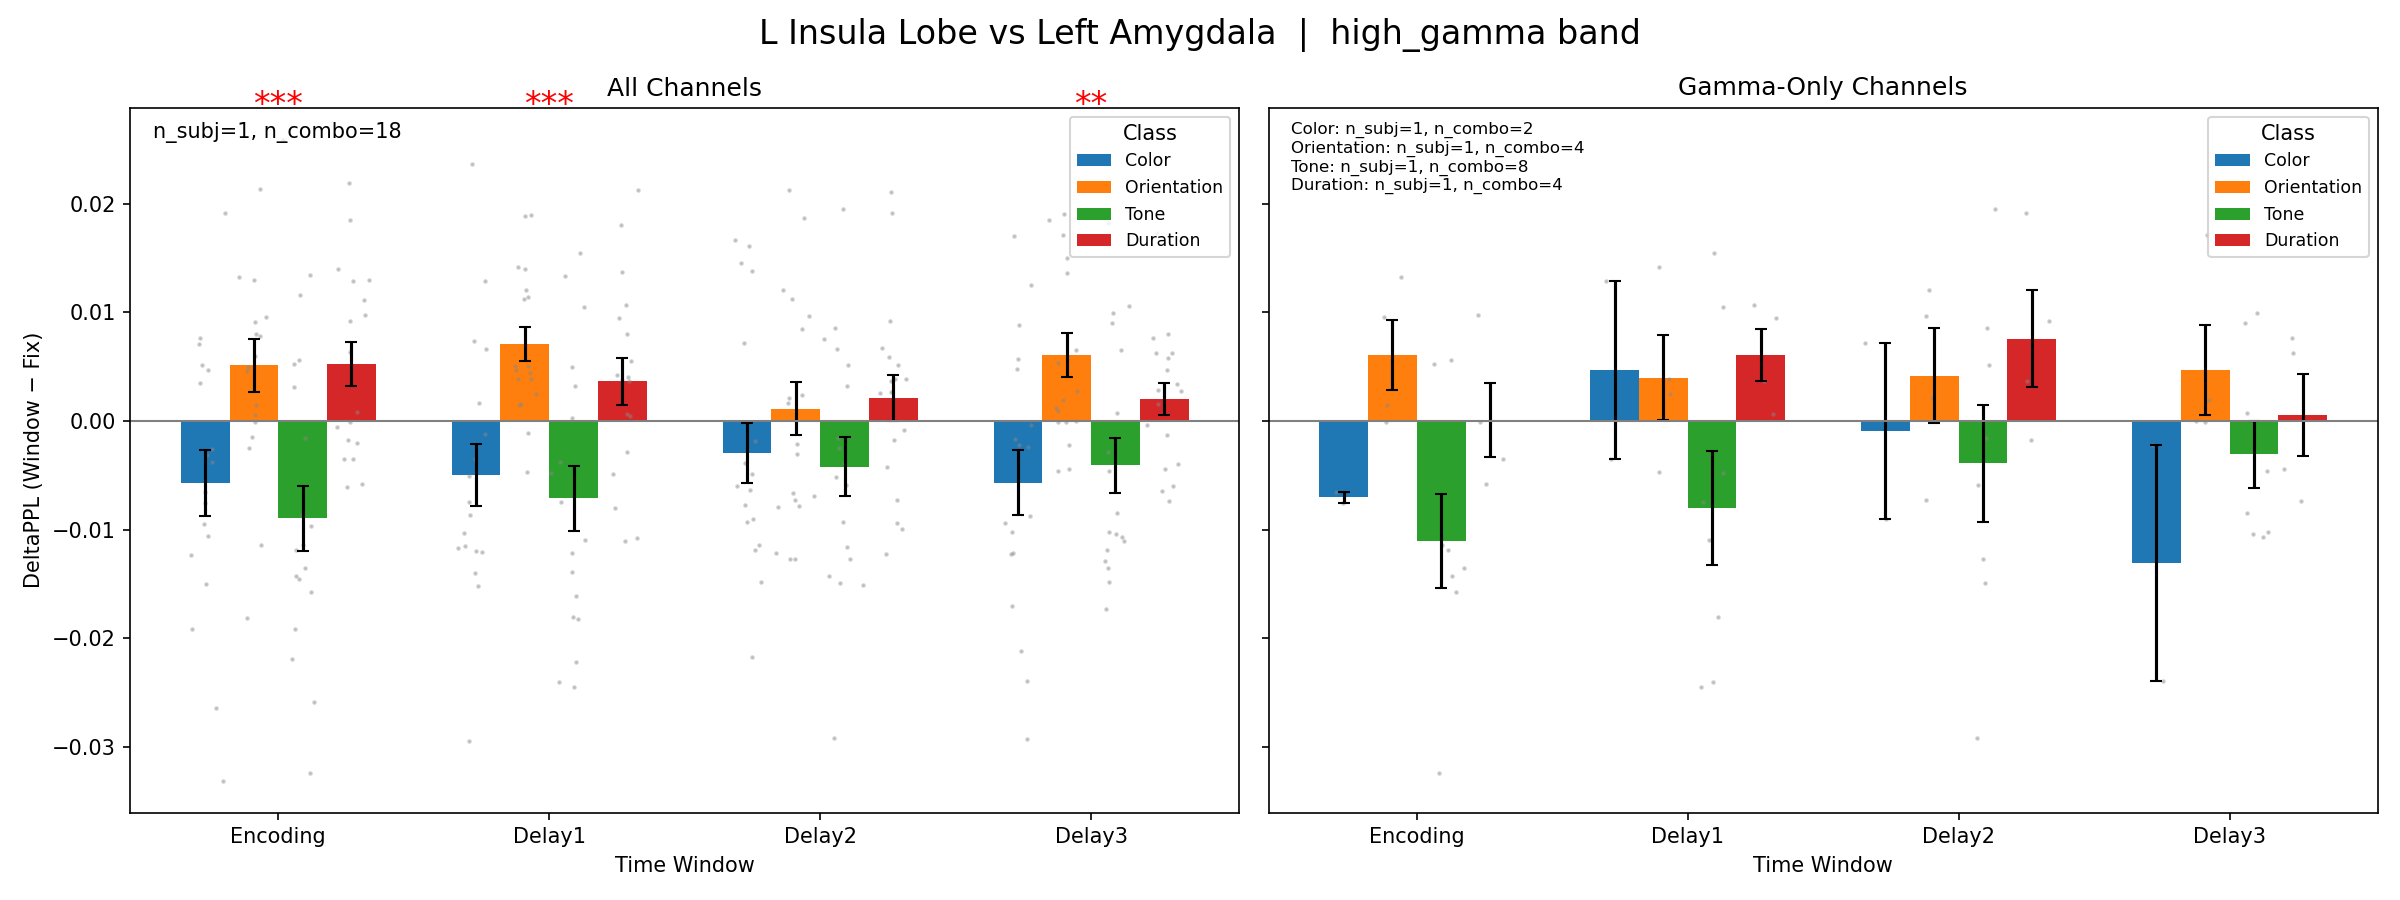 L Insula Lobe vs Left Amygdala | high_gamma band
All Channels
***
***
**
n_subj=1, n_combo=18
Class
Color
Orientation
Tone
Duration
0.02
0.01
0.00
−0.01
−0.02
−0.03
DeltaPPL (Window − Fix)
Encoding
Delay1
Delay2
Delay3
Time Window
Gamma-Only Channels
Color: n_subj=1, n_combo=2
Orientation: n_subj=1, n_combo=4
Tone: n_subj=1, n_combo=8
Duration: n_subj=1, n_combo=4
Class
Color
Orientation
Tone
Duration
Encoding
Delay1
Delay2
Delay3
Time Window